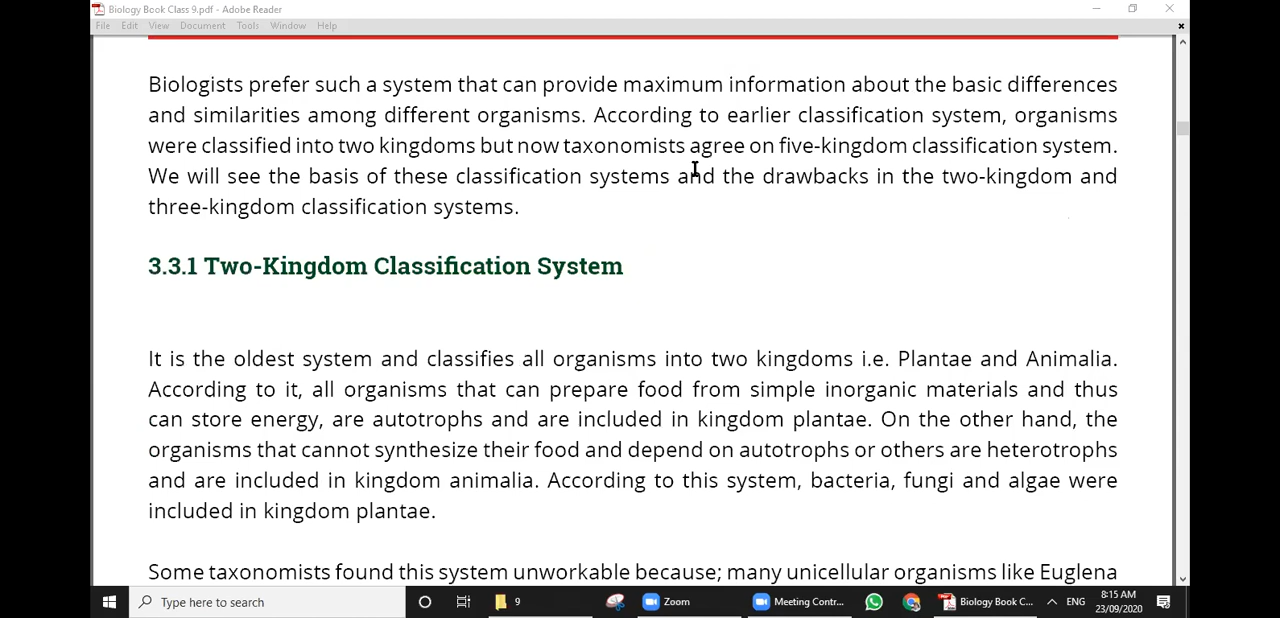 Biology Book Class 9.pdf - Adobe Reader
File Edit View Document Tools Window Help
Biologists prefer such a system that can provide maximum information about the basic differences
and similarities among different organisms. According to earlier classification system, organisms
were classified into two kingdoms but now taxonomists agree on five-kingdom classification system.
We will see the basis of these classification systems and the drawbacks in the two-kingdom and
three-kingdom classification systems.
3.3.1 Two-Kingdom Classification System
It is the oldest system and classifies all organisms into two kingdoms i.e. Plantae and Animalia.
According to it, all organisms that can prepare food from simple inorganic materials and thus
can store energy, are autotrophs and are included in kingdom plantae. On the other hand, the
organisms that cannot synthesize their food and depend on autotrophs or others are heterotrophs
and are included in kingdom animalia. According to this system, bacteria, fungi and algae were
included in kingdom plantae.
Some taxonomists found this system unworkable because; many unicellular organisms like Euglena
Type here to search 9 Zoom Meeting Contr... Biology Book C... ENG 8:15 AM
23/09/2020